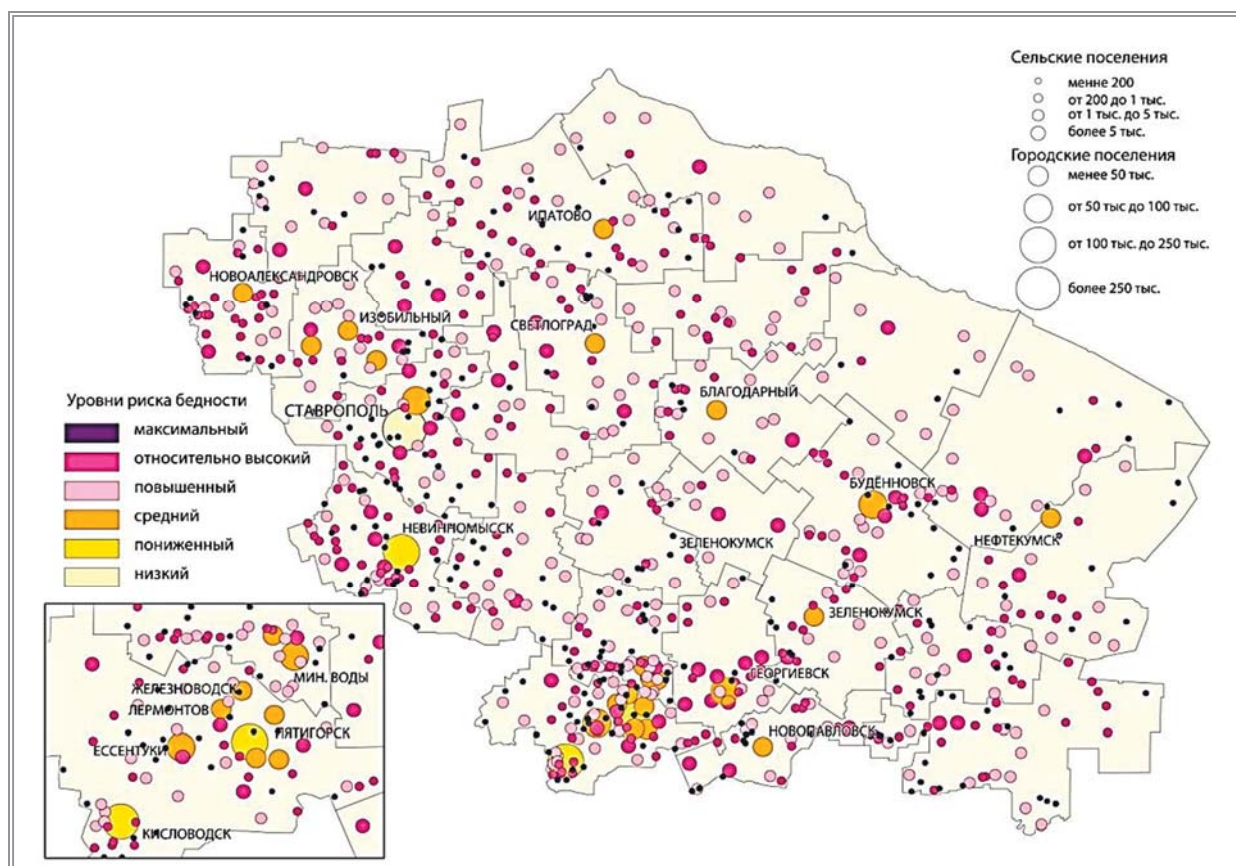 Сельские поселения
менне 200
от 200 до 1 тыс.
от 1 тыс. до 5 тыс.
более 5 тыс.
Городские поселения
менее 50 тыс.
от 50 тыс до 100 тыс.
от 100 тыс. до 250 тыс.
более 250 тыс.
ИПАТОВО
НОВОАЛЕКСАНДРОВСК
ИЗОБИЛЬНЫЙ
СВЕТЛОГРАД
БЛАГОДАРНЫЙ
СТАВРОПОЛЬ
БУДЁННОВСК
НЕВИННОМЫССК
ЗЕЛЕНОКУМСК
НЕФТЕКУМСК
ЗЕЛЕНОКУМСК
ГЕОРГИЕВСК
НОВОПАВЛОВСК
Уровни риска бедности
максимальный
относительно высокий
повышенный
средний
пониженный
низкий
МИН. ВОДЫ
ЖЕЛЕЗНОВОДСК
ЛЕРМОНТОВ
ПЯТИГОРСК
ЕССЕНТУКИ
КИСЛОВОДСК